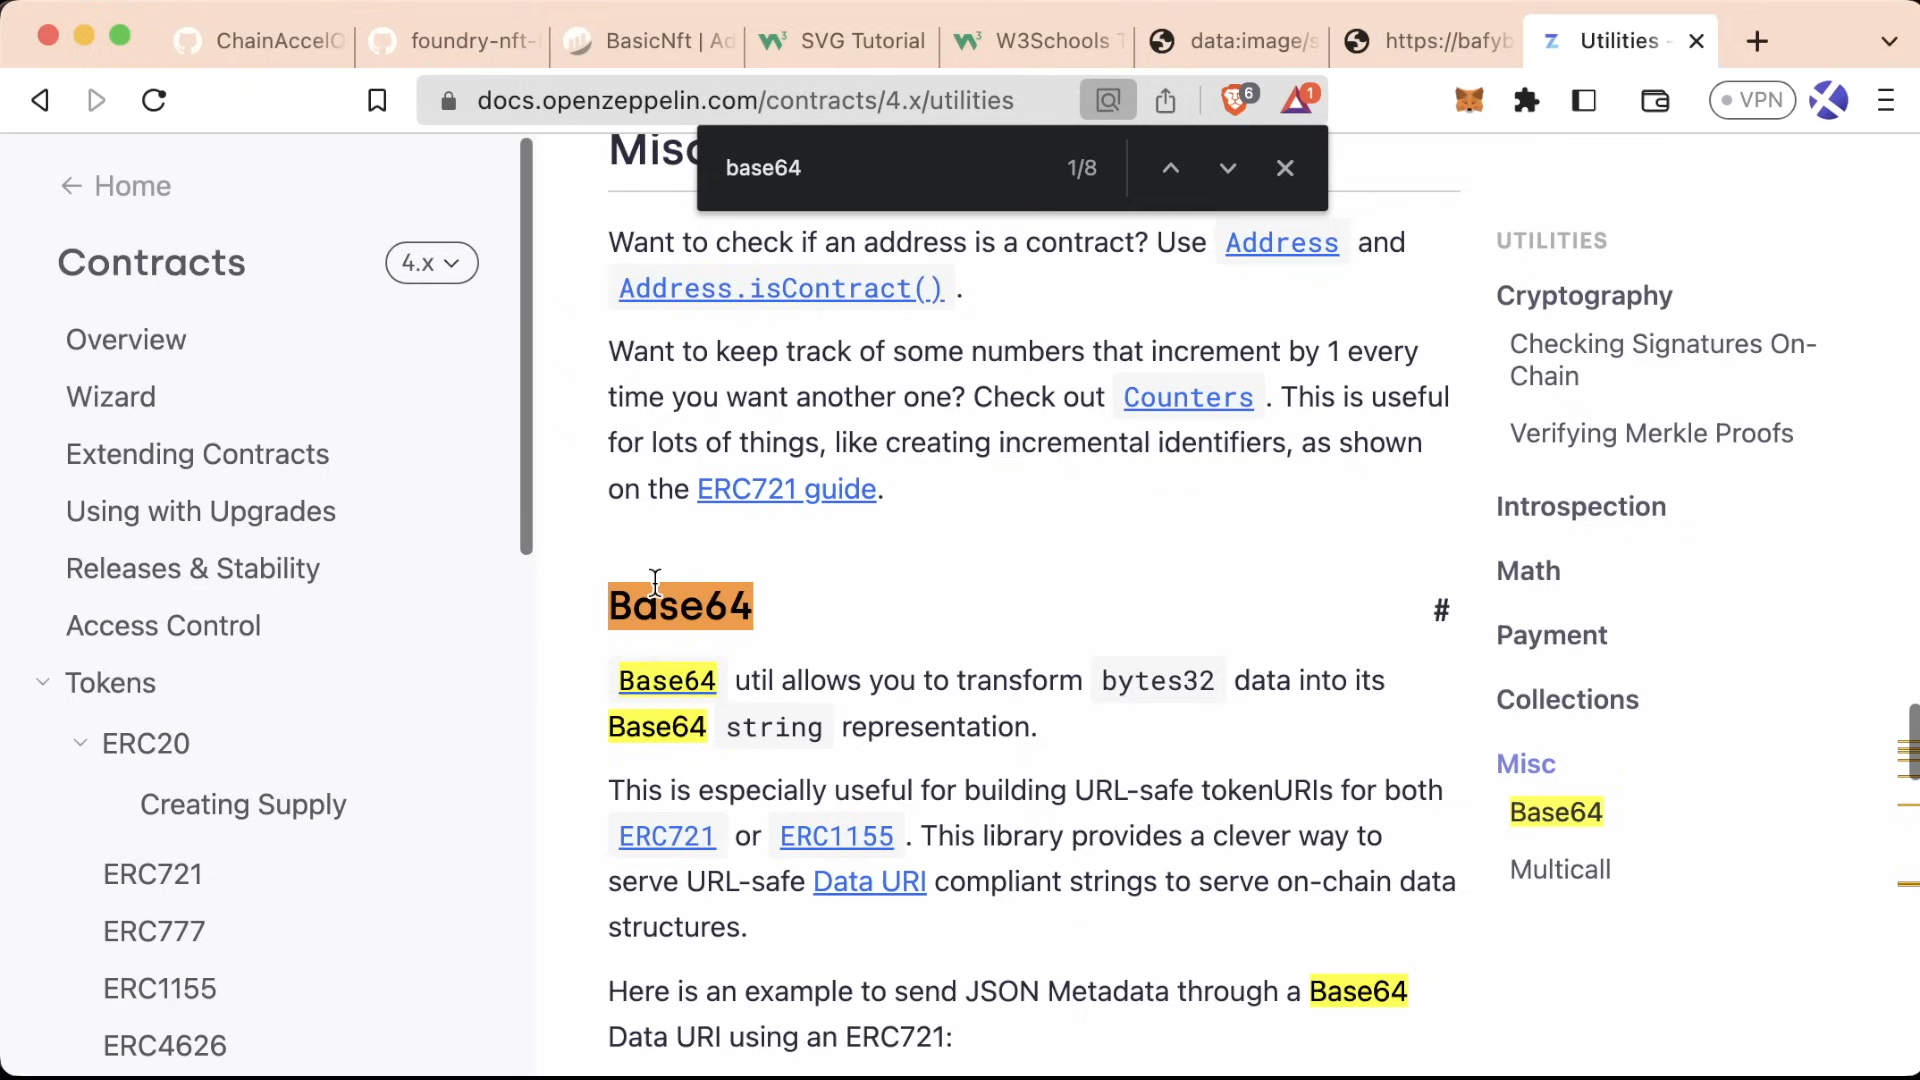 ChainAccelO
foundry-nft-
BasicNft | Ad
SVG Tutorial
W3Schools T
data:image/s
https://bafyb
Utilities -
docs.openzeppelin.com/contracts/4.x/utilities
6
1
VPN
base64
1/8
← Home
Contracts
4.x
Overview
Wizard
Extending Contracts
Using with Upgrades
Releases & Stability
Access Control
Tokens
ERC20
Creating Supply
ERC721
ERC777
ERC1155
ERC4626
Misc
Want to check if an address is a contract? Use Address and
Address.isContract() .
Want to keep track of some numbers that increment by 1 every
time you want another one? Check out Counters . This is useful
for lots of things, like creating incremental identifiers, as shown
on the ERC721 guide.
Base64
#
Base64 util allows you to transform bytes32 data into its
Base64 string representation.
This is especially useful for building URL-safe tokenURIs for both
ERC721 or ERC1155 . This library provides a clever way to
serve URL-safe Data URI compliant strings to serve on-chain data
structures.
Here is an example to send JSON Metadata through a Base64
Data URI using an ERC721:
UTILITIES
Cryptography
Checking Signatures On-
Chain
Verifying Merkle Proofs
Introspection
Math
Payment
Collections
Misc
Base64
Multicall